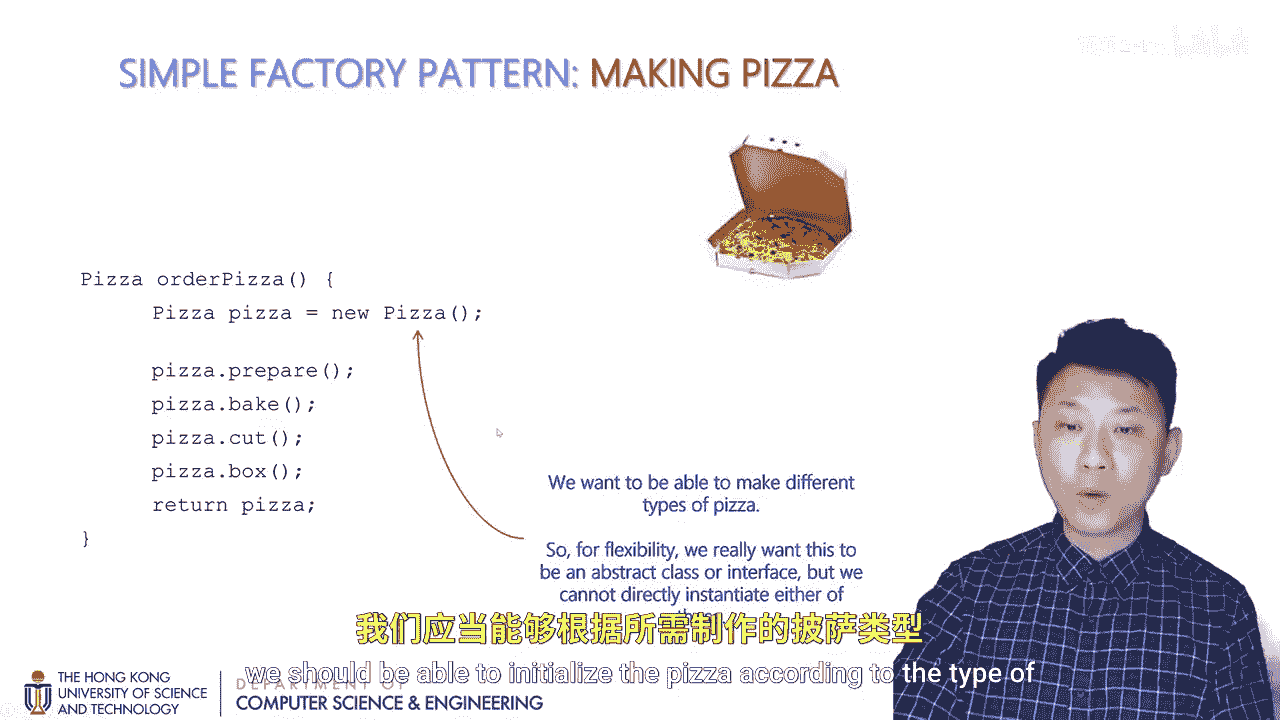 SIMPLE FACTORY PATTERN: MAKING PIZZA
Pizza orderPizza() {
Pizza pizza = new Pizza();
pizza.prepare();
pizza.bake();
pizza.cut();
pizza.box();
return pizza;
}
We want to be able to make different
types of pizza.
So, for flexibility, we really want this to
be an abstract class or interface, but we
cannot directly instantiate either of
我们应当能够根据所需制作的披萨类型
we should be able to initialize the pizza according to the type of
THE HONG KONG
UNIVERSITY OF SCIENCE
AND TECHNOLOGY
DEPARTMENT OF
COMPUTER SCIENCE & ENGINEERING